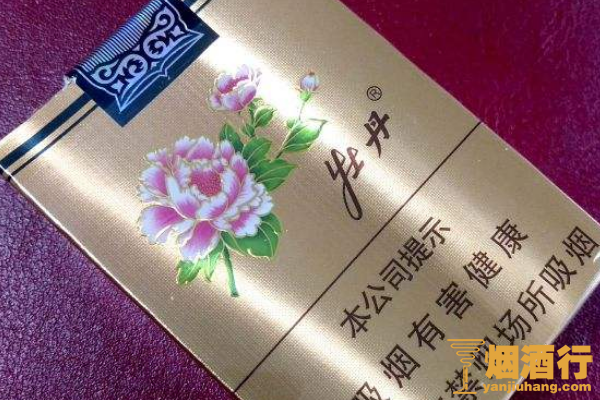 牡丹®
本公司提示
吸烟有害健康
禁
场所吸烟
烟酒行
yanjiuhang.com